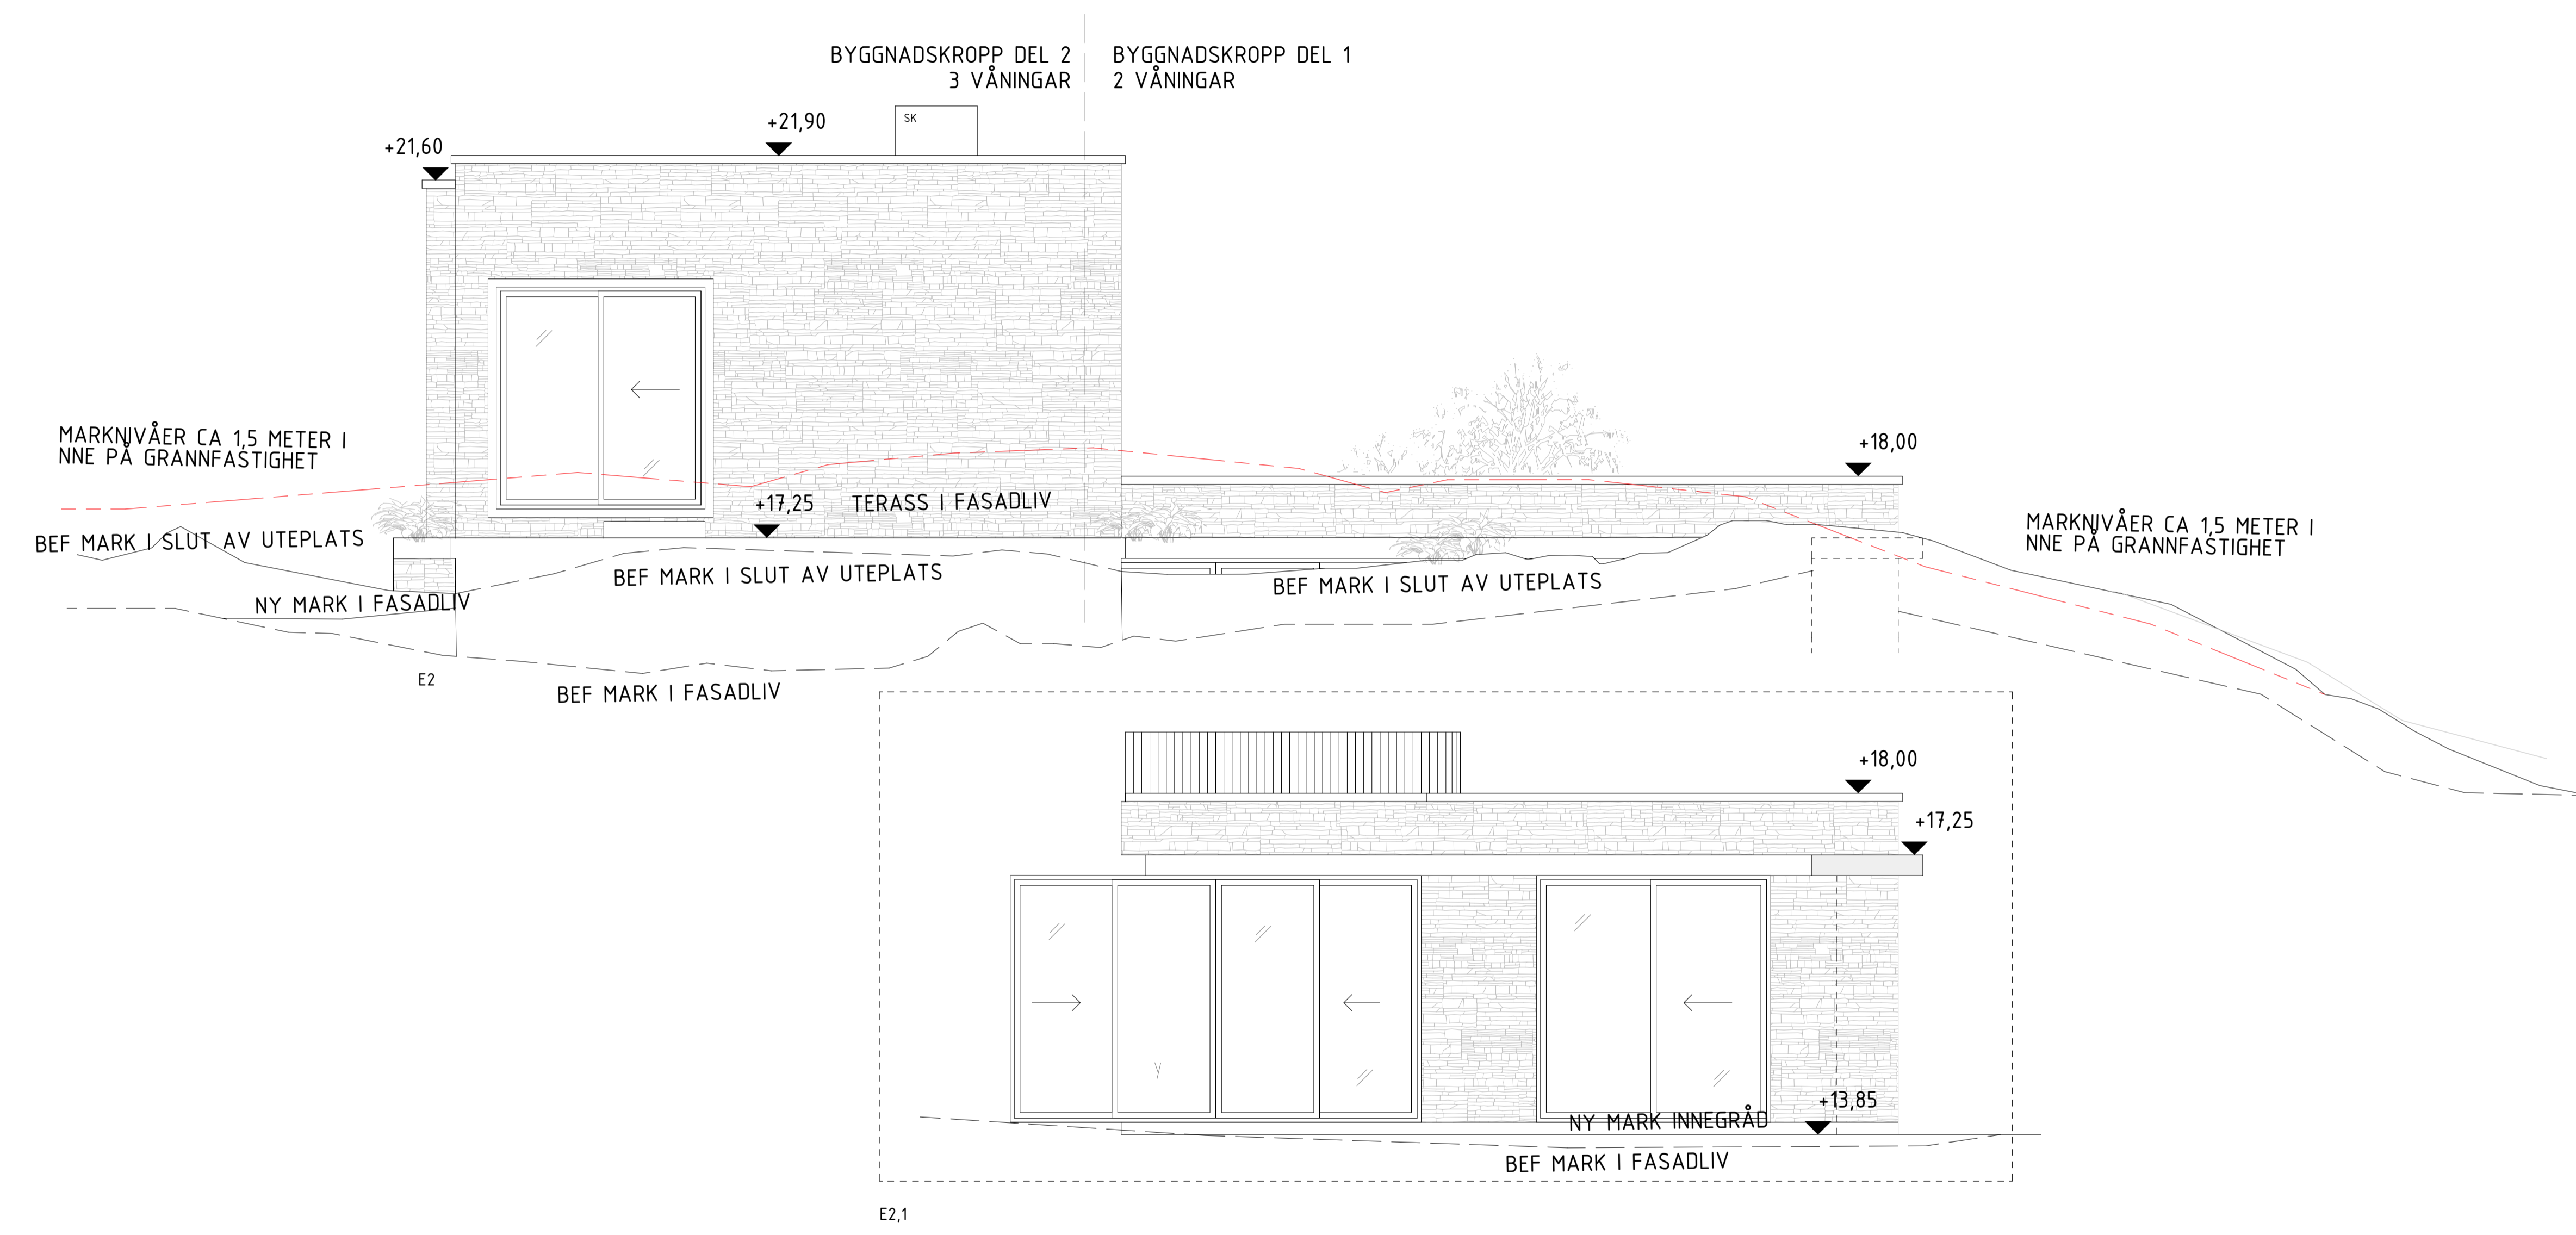 BYGGNADSKROPP DEL 2
3 VÅNINGAR
BYGGNADSKROPP DEL 1
2 VÅNINGAR
SK
+21,90
+21,60
MARKNIVÅER CA 1,5 METER I
NNE PÅ GRANNFASTIGHET
+18,00
+17,25
TERASS I FASADLIV
BEF MARK I SLUT AV UTEPLATS
MARKNIVÅER CA 1,5 METER I
NNE PÅ GRANNFASTIGHET
BEF MARK I SLUT AV UTEPLATS
BEF MARK I SLUT AV UTEPLATS
NY MARK I FASADLIV
E2
BEF MARK I FASADLIV
+18,00
+17,25
+13,85
NY MARK INNEGRÅD
BEF MARK I FASADLIV
E2,1